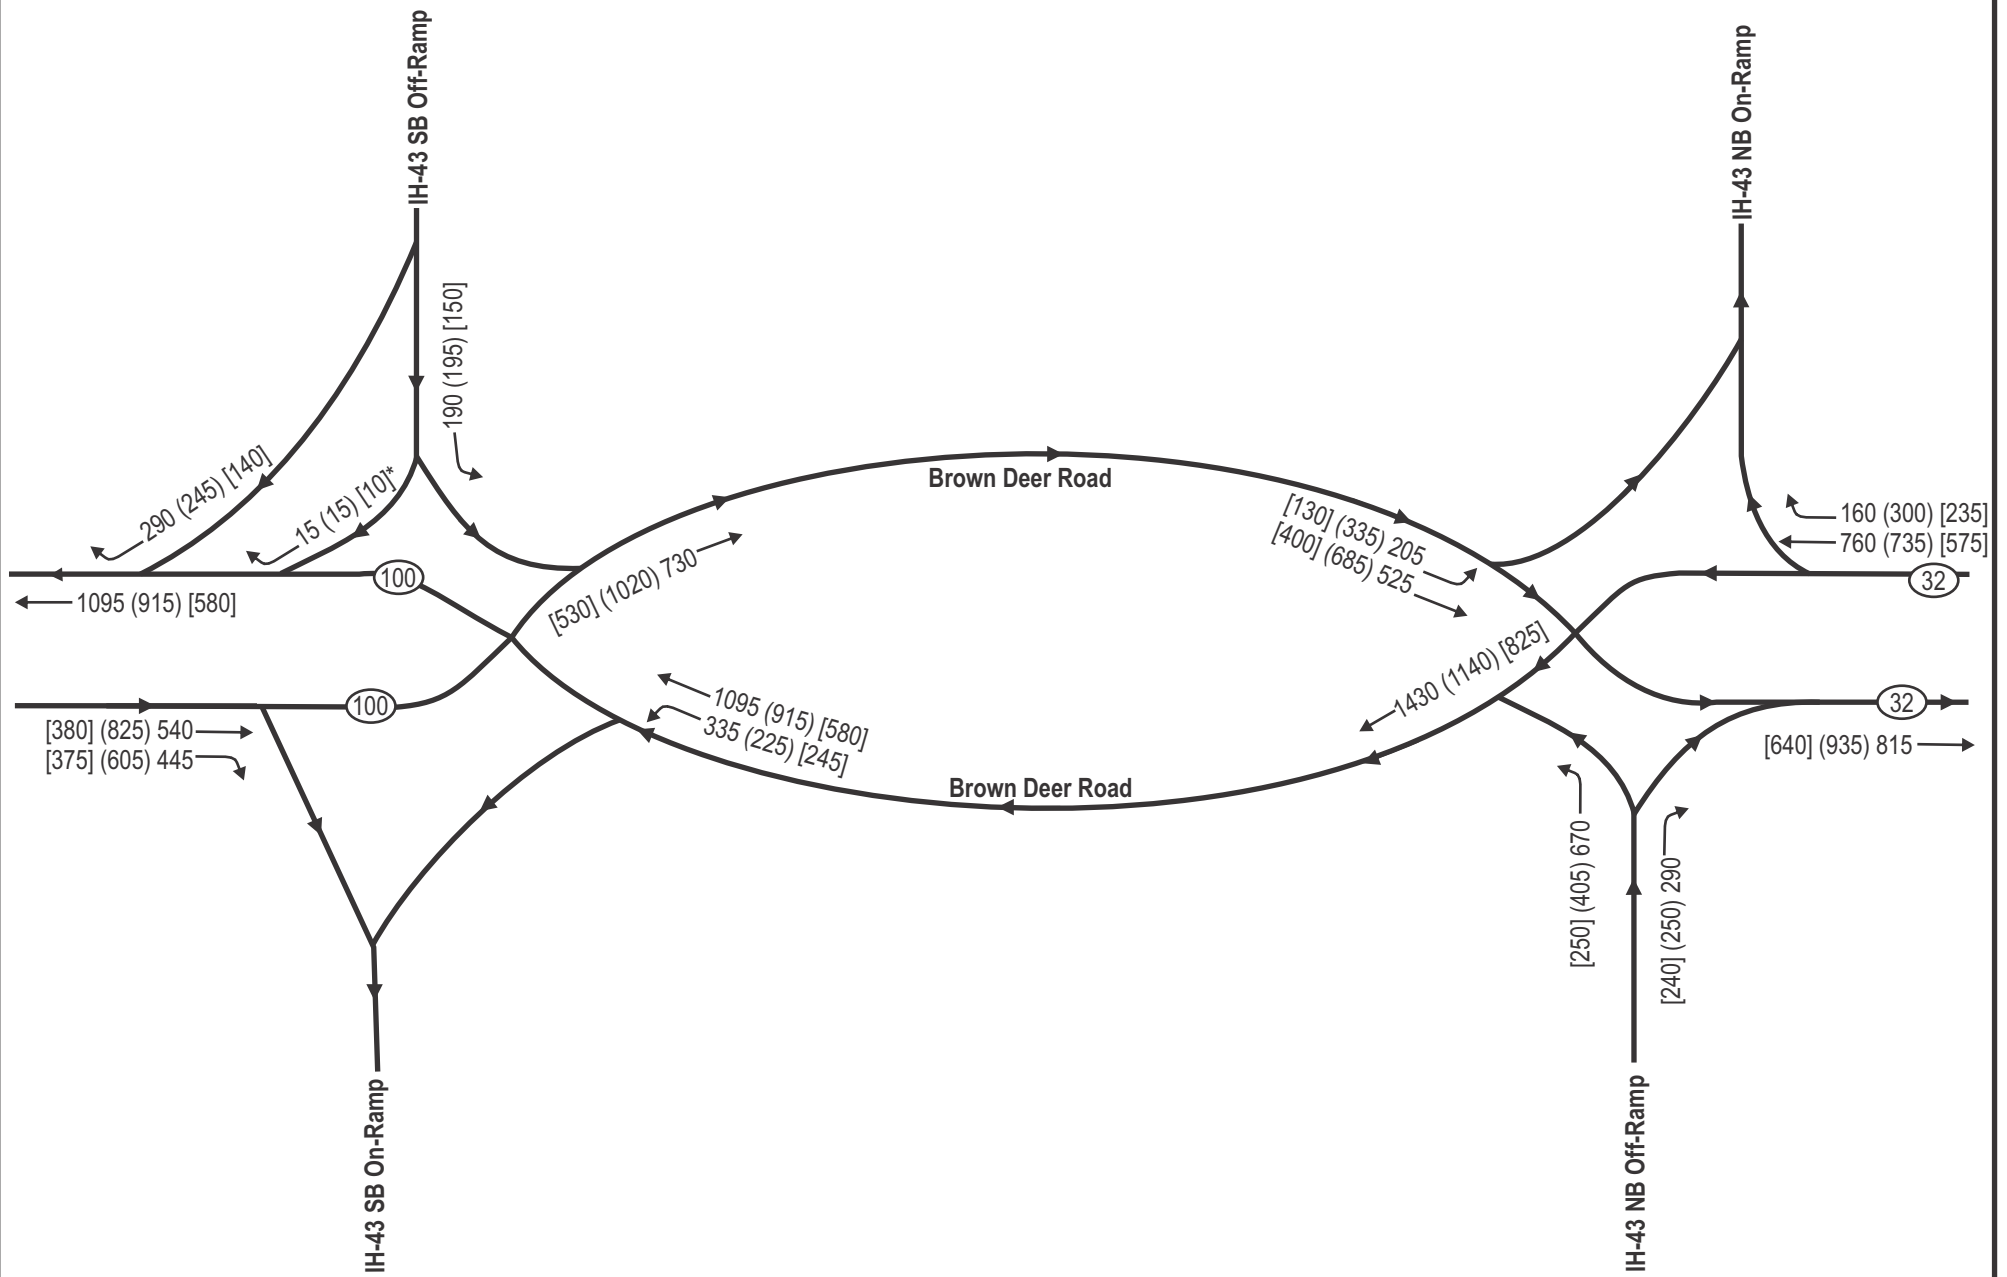 IH-43 SB Off-Ramp
IH-43 NB On-Ramp
190 (195) [150]
290 (245) [140]
15 (15) [10]*
100
1095 (915) [580]
[530] (1020) 730
Brown Deer Road
[130] (335) 205
[400] (685) 525
160 (300) [235]
760 (735) [575]
32
1430 (1140) [825]
100
[380] (825) 540
[375] (605) 445
1095 (915) [580]
335 (225) [245]
Brown Deer Road
32
[640] (935) 815
[250] (405) 670
[240] (250) 290
IH-43 SB On-Ramp
IH-43 NB Off-Ramp